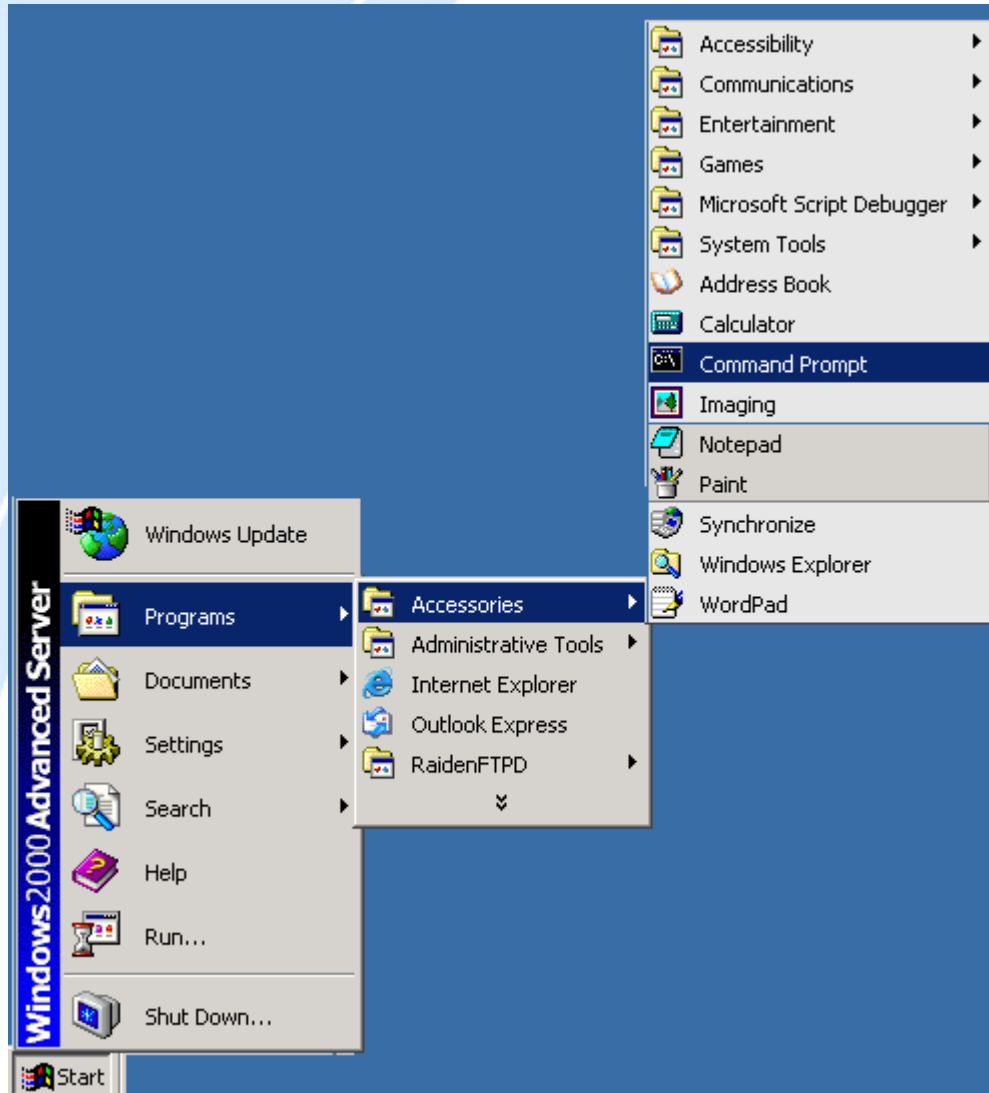 Accessibility
Communications
Entertainment
Games
Microsoft Script Debugger
System Tools
Address Book
Calculator
C:\
Command Prompt
Imaging
Notepad
Paint
Synchronize
Windows Explorer
WordPad
Windows 2000 Advanced Server
Windows Update
Programs
Documents
Settings
Search
Help
Run...
Shut Down...
Accessories
Administrative Tools
Internet Explorer
Outlook Express
RaidenFTPD
Start